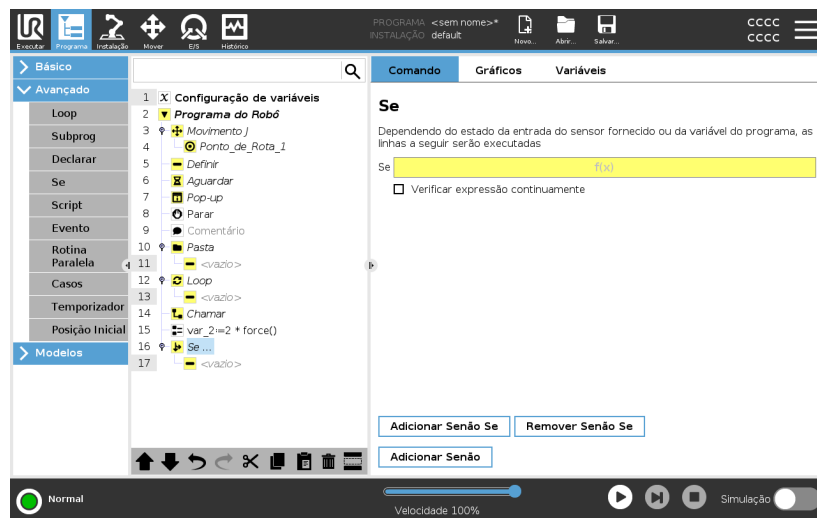 PROGRAMA <sem nome>*
INSTALAÇÃO default
UR
Executar Programa Instalação Mover E/S Histórico
Novo... Abrir... Salvar...
CCCC
CCCC
Básico
Avançado
Loop
Subprog
Declarar
Se
Script
Evento
Rotina
Paralela
Casos
Temporizador
Posição Inicial
Modelos
1 X Configuração de variáveis
2 Programa do Robô
3 Movimento J
4 Ponto_de_Rota_1
5 Definir
6 Aguardar
7 Pop-up
8 Parar
9 Comentário
10 Pasta
11 <vazio>
12 Loop
13 <vazio>
14 Chamar
15 var_2:=2 * force()
16 Se ...
17 <vazio>
Comando Gráficos Variáveis
Se
Dependendo do estado da entrada do sensor fornecido ou da variável do programa, as
linhas a seguir serão executadas
Se f(x)
Verificar expressão continuamente
Adicionar Senão Se Remover Senão Se
Adicionar Senão
Normal
Velocidade 100%
Simulação